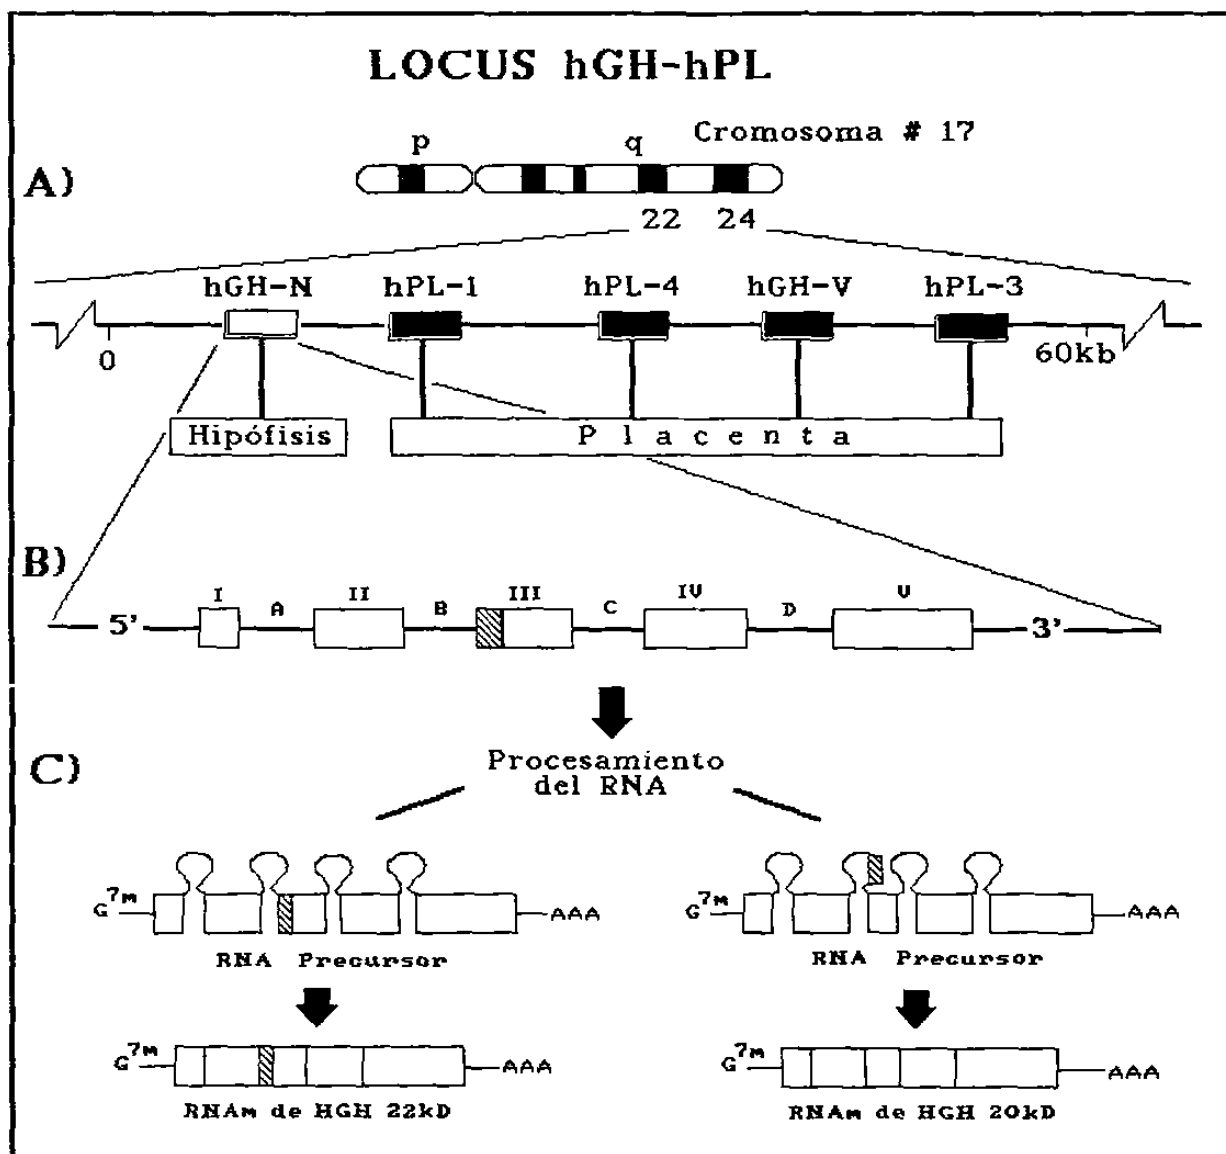 LOCUS hGH-hPL
Cromosoma # 17
p q
A)
22 24
hGH-N hPL-1 hPL-4 hGH-V hPL-3
0 60kb
Hipófisis Placenta
B)
I A II B III C IV D V
5' 3'
C)
Procesamiento
del RNA
G7m AAA G7m AAA
RNA Precursor RNA Precursor
G7m AAA G7m AAA
RNAm de HGH 22kD RNAm de HGH 20kD